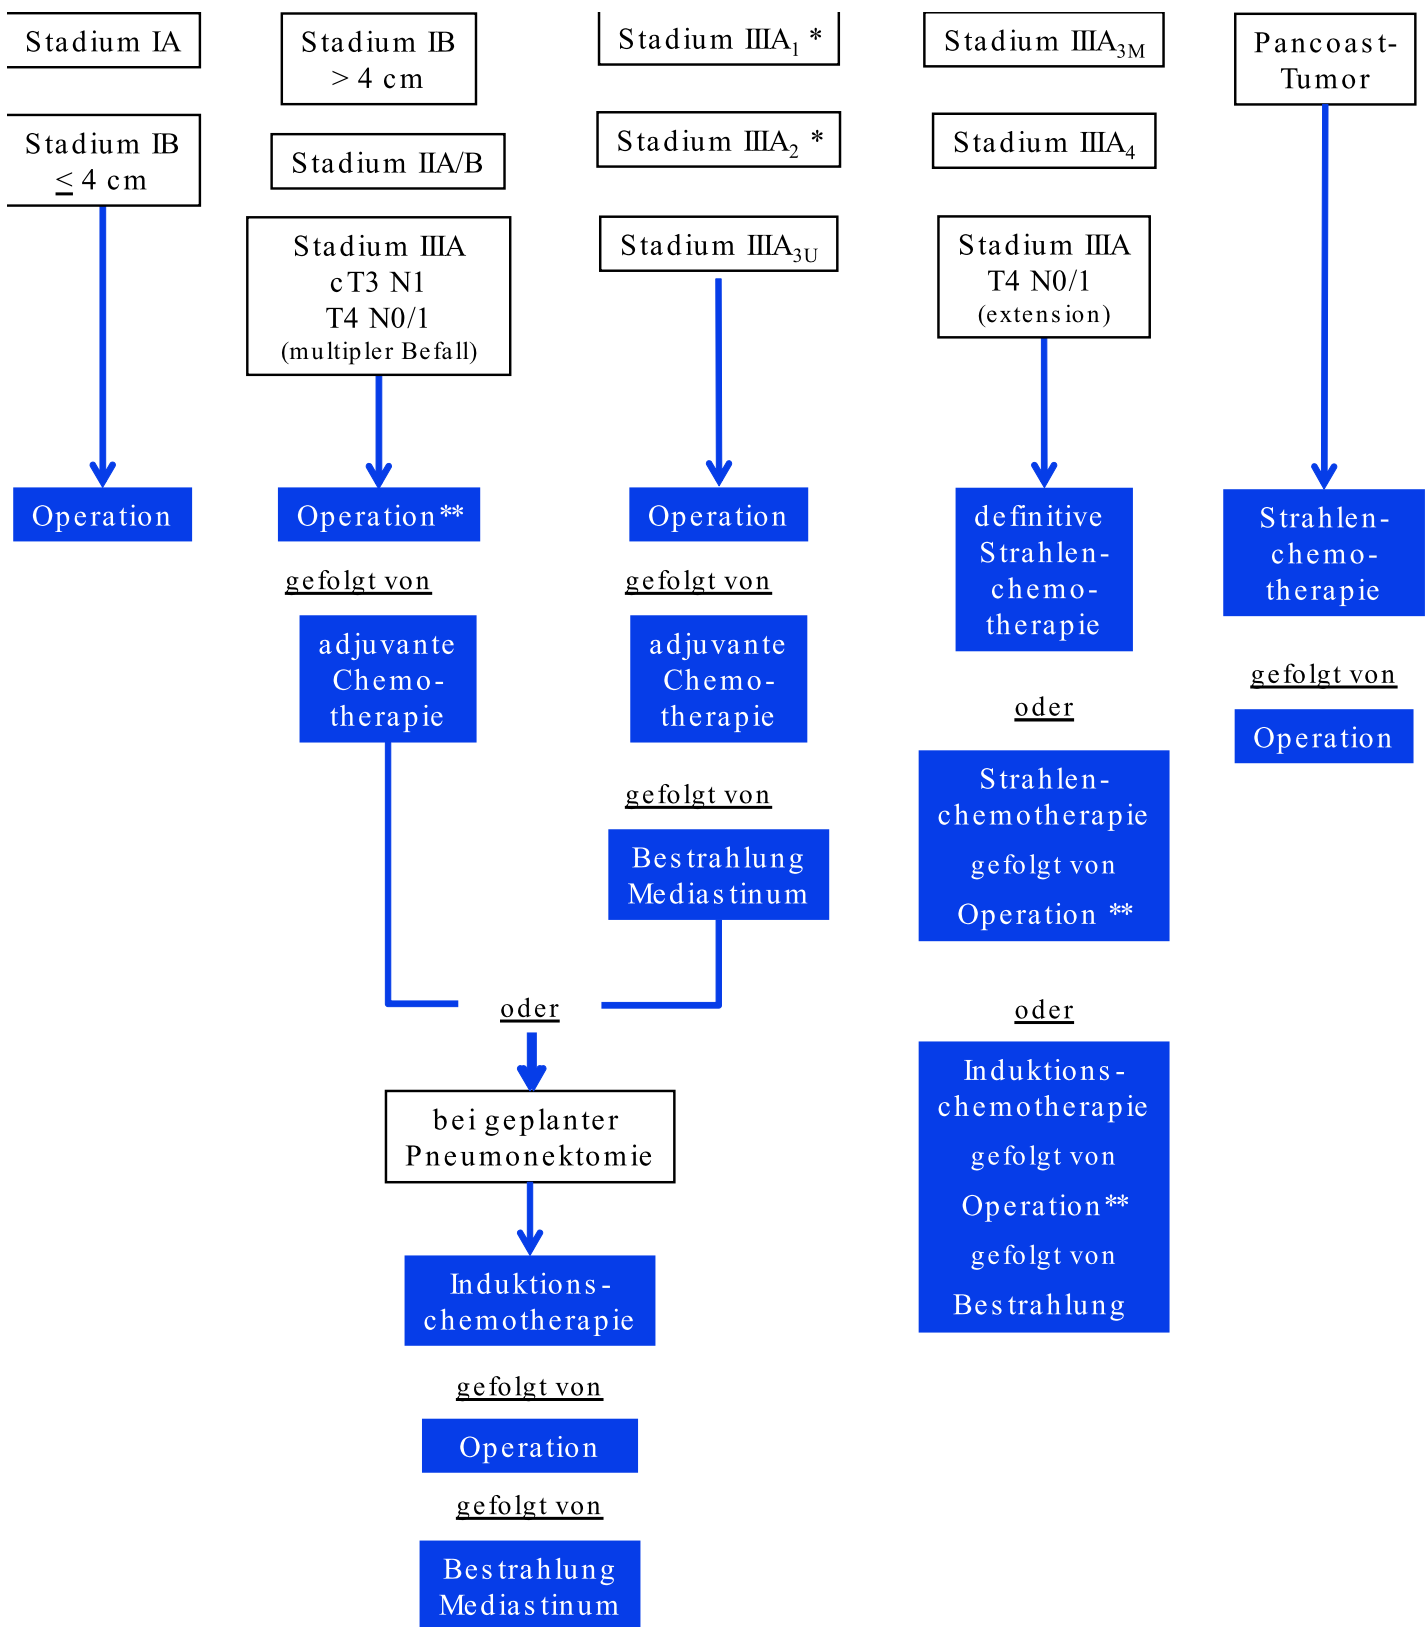 Stadium IA
Stadium IB
≤ 4 cm
Operation
Stadium IB
> 4 cm
Stadium IIA/B
Stadium IIIA
cT3 N1
T4 N0/1
(multipler Befall)
Operation**
gefolgt von
adjuvante
Chemo-
therapie
Stadium IIIA1 *
Stadium IIIA2 *
Stadium IIIA3U
Operation
gefolgt von
adjuvante
Chemo-
therapie
gefolgt von
Bestrahlung
Mediastinum
oder
bei geplanter
Pneumonektomie
Induktions-
chemotherapie
gefolgt von
Operation
gefolgt von
Bestrahlung
Mediastinum
Stadium IIIA3M
Stadium IIIA4
Stadium IIIA
T4 N0/1
(extension)
definitive
Strahlen-
chemo-
therapie
oder
Strahlen-
chemotherapie
gefolgt von
Operation **
oder
Induktions-
chemotherapie
gefolgt von
Operation**
gefolgt von
Bestrahlung
Pancoast-
Tumor
Strahlen-
chemo-
therapie
gefolgt von
Operation